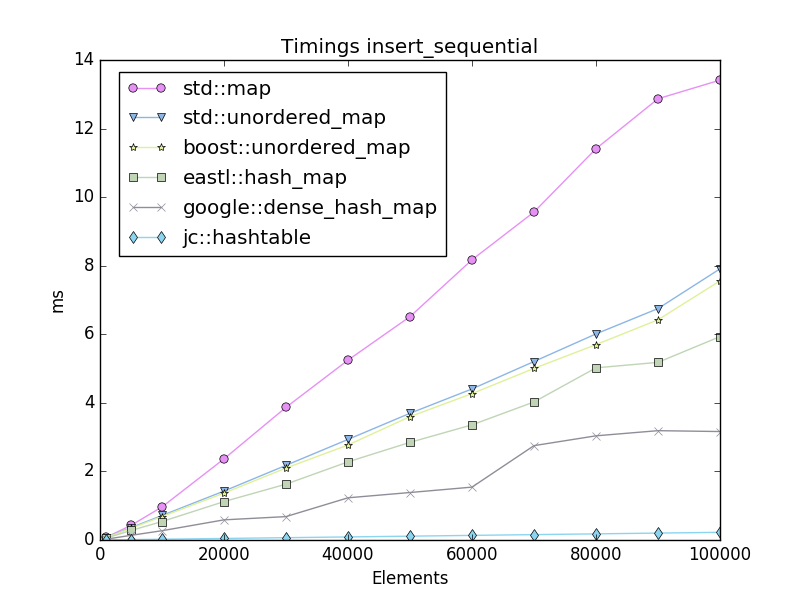 Timings insert_sequential
14
12
10
8
6
4
2
0
ms
std::map
std::unordered_map
boost::unordered_map
eastl::hash_map
google::dense_hash_map
jc::hashtable
0 20000 40000 60000 80000 100000
Elements